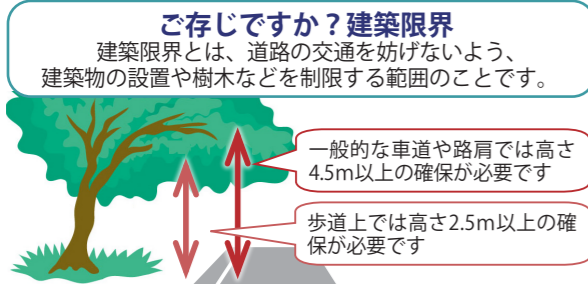 ご存じですか？建築限界
建築限界とは、道路の交通を妨げないよう、
建築物の設置や樹木などを制限する範囲のことです。
一般的な車道や路肩では高さ
4.5m以上の確保が必要です
歩道上では高さ2.5m以上の確
保が必要です